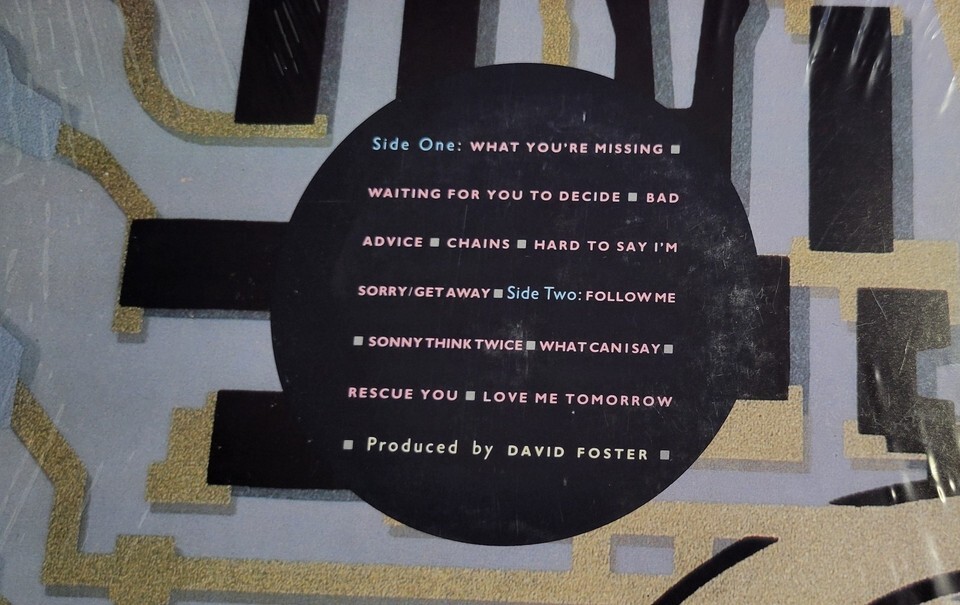 Side One: WHAT YOU'RE MISSING ■
WAITING FOR YOU TO DECIDE ■ BAD
ADVICE ■ CHAINS ■ HARD TO SAY I'M
SORRY/GET AWAY ■ Side Two: FOLLOW ME
■ SONNY THINK TWICE ■ WHAT CAN I SAY ■
RESCUE YOU ■ LOVE ME TOMORROW
■ Produced by DAVID FOSTER ■